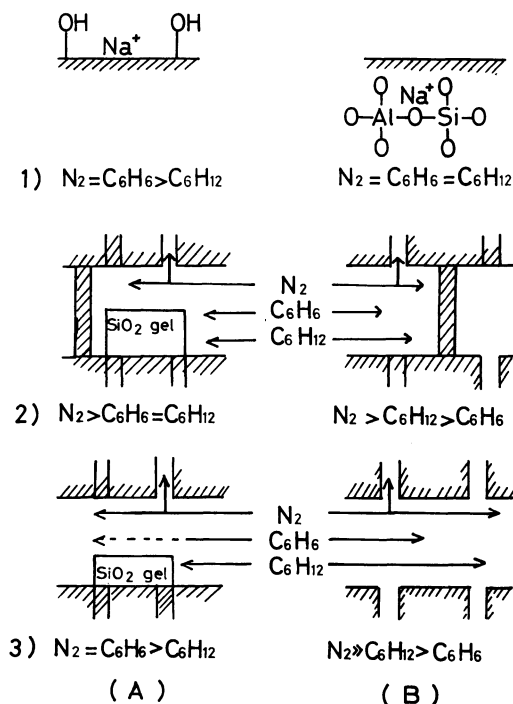 OH OH
Na⁺
Na⁺
O O
O-Al-O-Si-O
O O
1) N₂=C₆H₆>C₆H₁₂ N₂=C₆H₆=C₆H₁₂
N₂
C₆H₆
SiO₂ gel
C₆H₁₂
2) N₂>C₆H₆=C₆H₁₂ N₂>C₆H₁₂>C₆H₆
N₂
C₆H₆
C₆H₁₂
SiO₂ gel
3) N₂=C₆H₆>C₆H₁₂ N₂≫C₆H₁₂>C₆H₆
(A) (B)